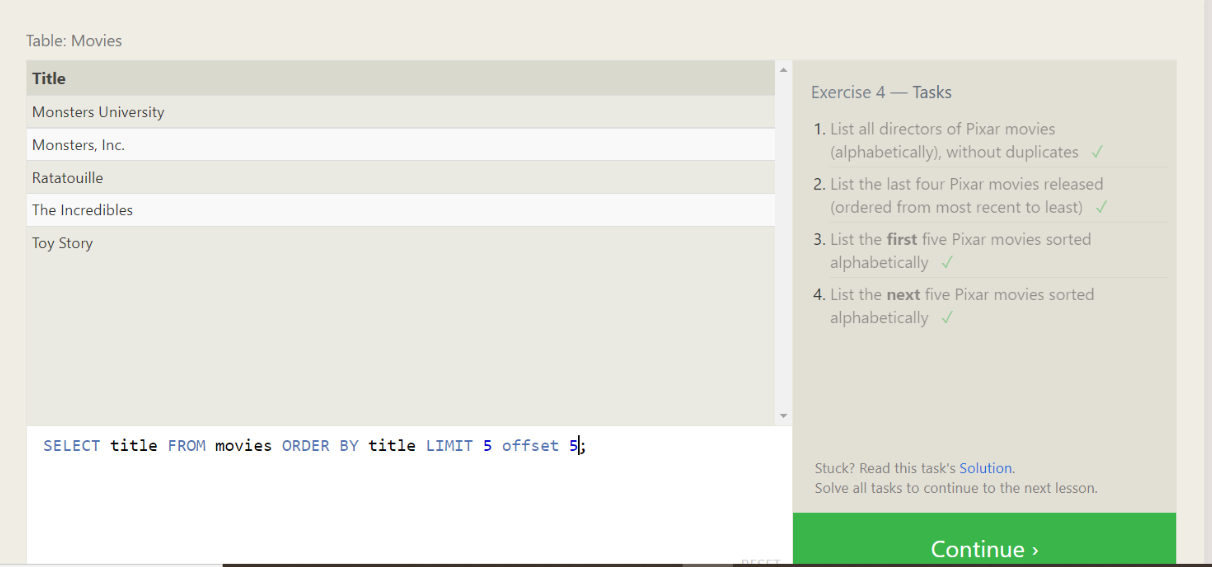 Table: Movies
Title
Monsters University
Monsters, Inc.
Ratatouille
The Incredibles
Toy Story
SELECT title FROM movies ORDER BY title LIMIT 5 offset 5;
RESET
Exercise 4 — Tasks
1. List all directors of Pixar movies
(alphabetically), without duplicates ✓
2. List the last four Pixar movies released
(ordered from most recent to least) ✓
3. List the first five Pixar movies sorted
alphabetically ✓
4. List the next five Pixar movies sorted
alphabetically ✓
Stuck? Read this task's Solution.
Solve all tasks to continue to the next lesson.
Continue ›